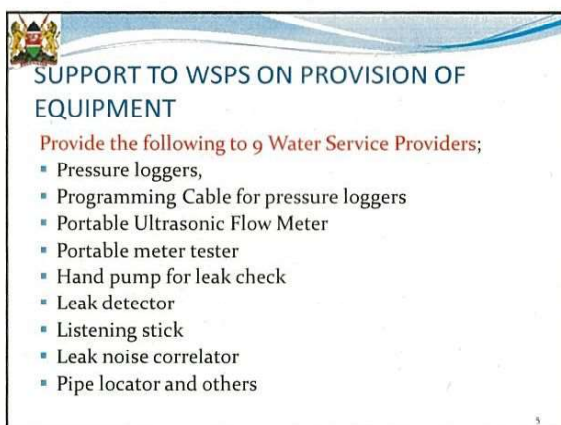 SUPPORT TO WSPS ON PROVISION OF
EQUIPMENT
Provide the following to 9 Water Service Providers;
▪ Pressure loggers,
▪ Programming Cable for pressure loggers
▪ Portable Ultrasonic Flow Meter
▪ Portable meter tester
▪ Hand pump for leak check
▪ Leak detector
▪ Listening stick
▪ Leak noise correlator
▪ Pipe locator and others
3